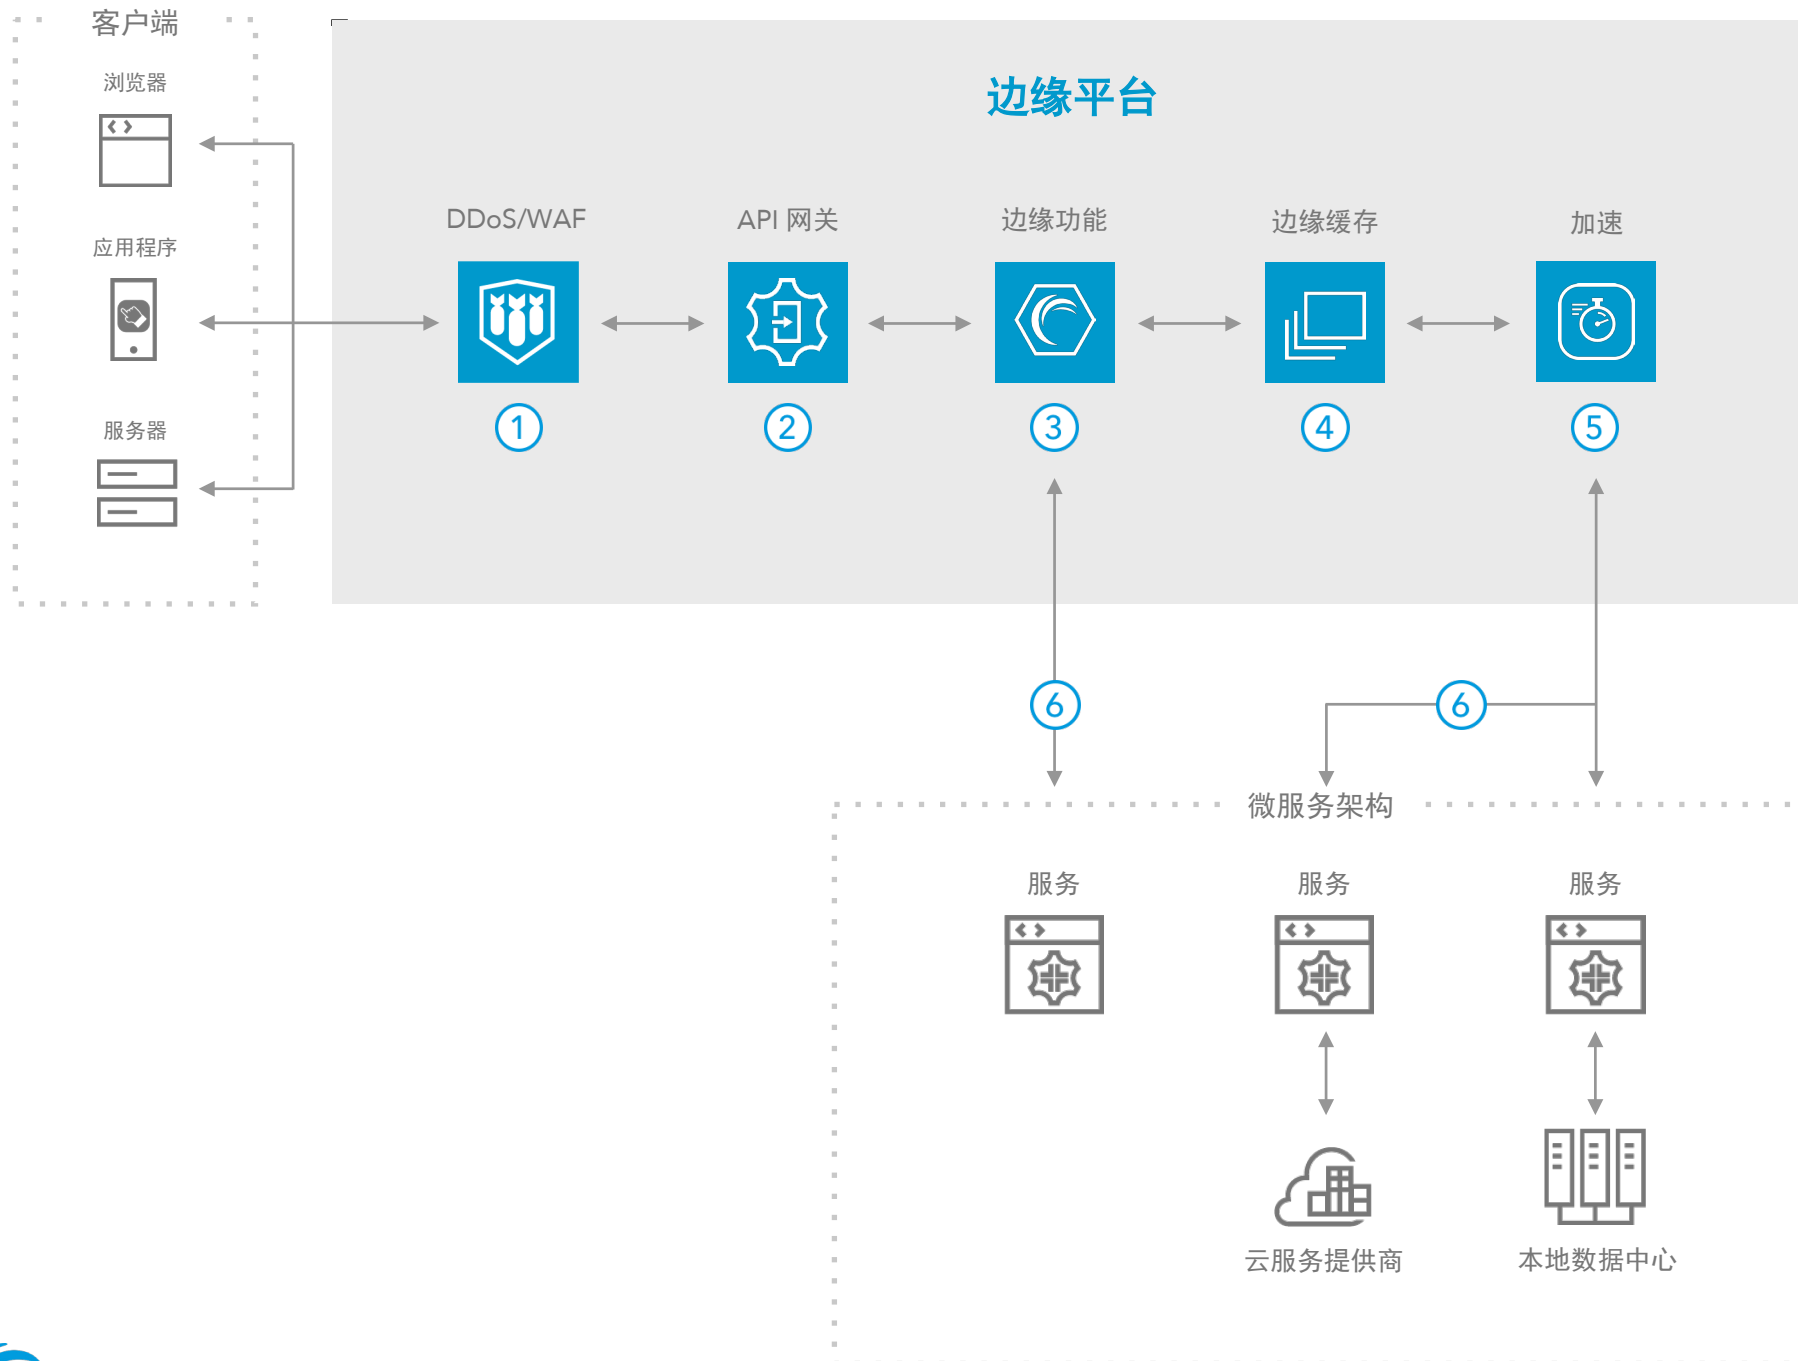 客户端
浏览器
应用程序
服务器
边缘平台
DDoS/WAF
API 网关
边缘功能
边缘缓存
加速
1
2
3
4
5
6
6
微服务架构
服务
服务
服务
云服务提供商
本地数据中心